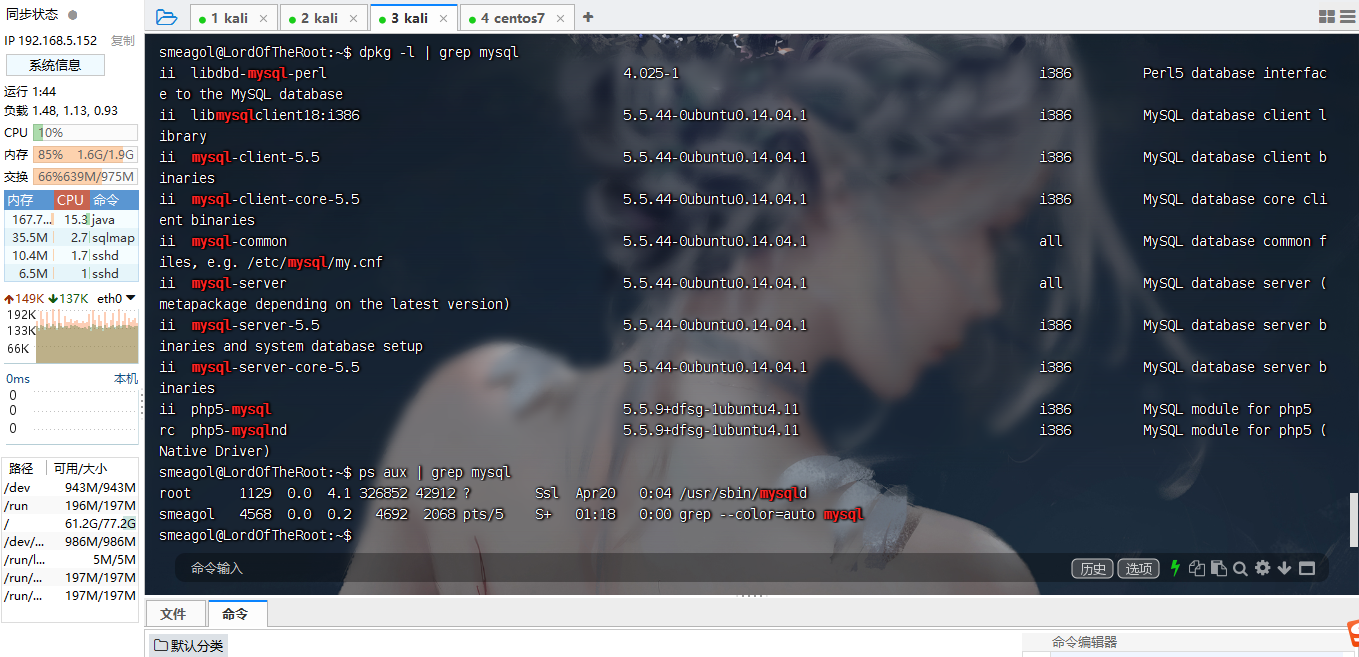 同步状态
IP 192.168.5.152 复制
系统信息
运行 1:44
负载 1.48, 1.13, 0.93
CPU 10%
内存 85% 1.6G/1.9G
交换 66% 639M/975M
内存 CPU 命令
167.7... 15.3 java
35.5M 2.7 sqlmap
10.4M 1.7 sshd
6.5M 1 sshd
149K 137K eth0
192K
133K
66K
0ms 本机
0
0
0
路径 可用/大小
/dev 943M/943M
/run 196M/197M
/ 61.2G/77.2G
/dev/... 986M/986M
/run/l... 5M/5M
/run/... 197M/197M
/run/... 197M/197M
1 kali × 2 kali × 3 kali × 4 centos7 × +
smeagol@LordOfTheRoot:~$ dpkg -l | grep mysql
ii libdbd-mysql-perl 4.025-1 i386 Perl5 database interfac
e to the MySQL database
ii libmysqlclient18:i386 5.5.44-0ubuntu0.14.04.1 i386 MySQL database client l
ibrary
ii mysql-client-5.5 5.5.44-0ubuntu0.14.04.1 i386 MySQL database client b
inaries
ii mysql-client-core-5.5 5.5.44-0ubuntu0.14.04.1 i386 MySQL database core cli
ent binaries
ii mysql-common 5.5.44-0ubuntu0.14.04.1 all MySQL database common f
iles, e.g. /etc/mysql/my.cnf
ii mysql-server 5.5.44-0ubuntu0.14.04.1 all MySQL database server (
metapackage depending on the latest version)
ii mysql-server-5.5 5.5.44-0ubuntu0.14.04.1 i386 MySQL database server b
inaries and system database setup
ii mysql-server-core-5.5 5.5.44-0ubuntu0.14.04.1 i386 MySQL database server b
inaries
ii php5-mysql 5.5.9+dfsg-1ubuntu4.11 i386 MySQL module for php5
rc php5-mysqlnd 5.5.9+dfsg-1ubuntu4.11 i386 MySQL module for php5 (
Native Driver)
smeagol@LordOfTheRoot:~$ ps aux | grep mysql
root 1129 0.0 4.1 326852 42912 ? Ssl Apr20 0:04 /usr/sbin/mysqld
smeagol 4568 0.0 0.2 4692 2068 pts/5 S+ 01:18 0:00 grep --color=auto mysql
smeagol@LordOfTheRoot:~$
命令输入 历史 选项
文件 命令
默认分类 命令编辑器